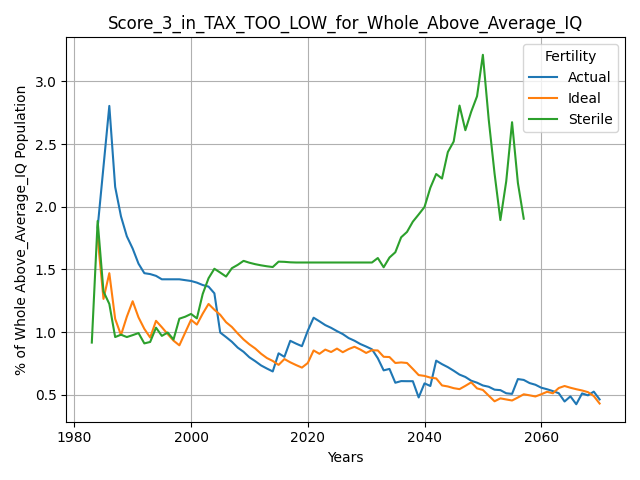 Score_3_in_TAX_TOO_LOW_for_Whole_Above_Average_IQ
Fertility
Actual
Ideal
Sterile
% of Whole Above_Average_IQ Population
3.0
2.5
2.0
1.5
1.0
0.5
1980
2000
2020
2040
2060
Years